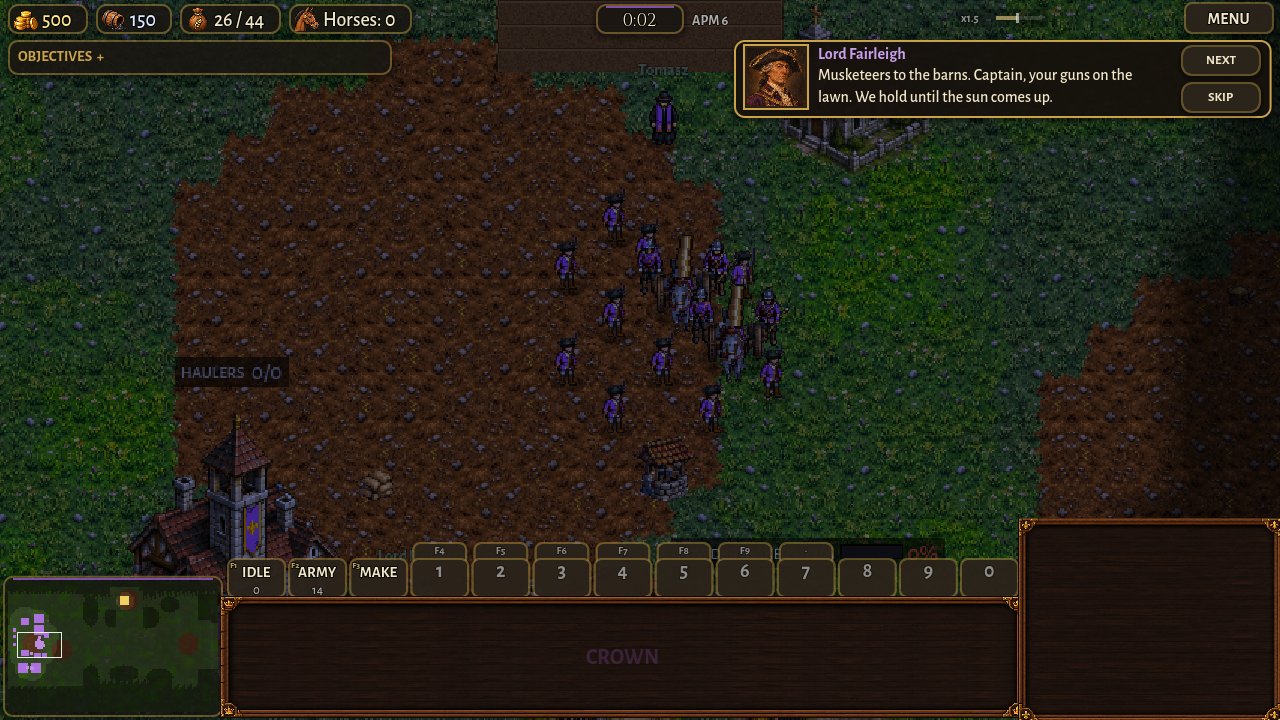 500
150
26 / 44
Horses: 0
0:02
APM 6
x1.5
MENU
OBJECTIVES +
Lord Fairleigh
Musketeers to the barns. Captain, your guns on the
lawn. We hold until the sun comes up.
NEXT
SKIP
Tomasz
HAULERS 0/0
Lord
0%
F1 IDLE
0
F2 ARMY
14
F3 MAKE
F4
1
F5
2
F6
3
F7
4
F8
5
F9
6
7
8
9
0
CROWN